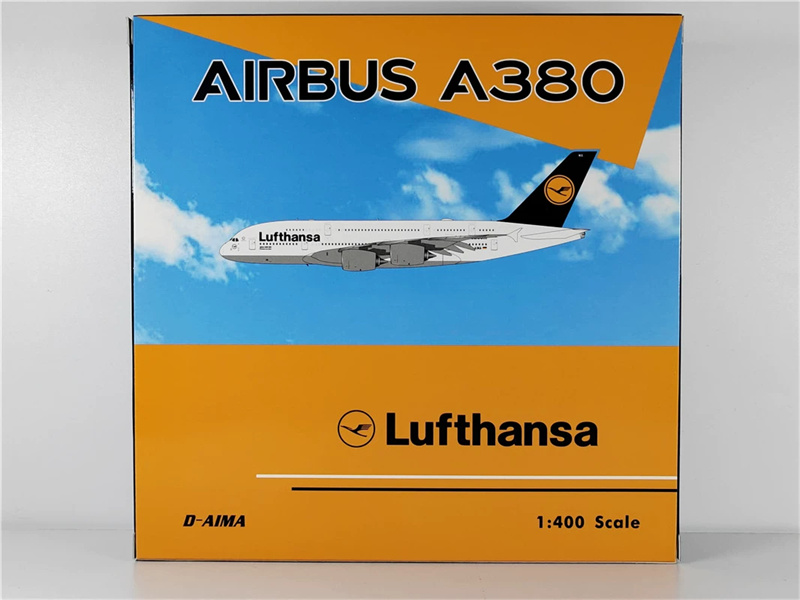 AIRBUS A380
Lufthansa
Lufthansa
D-AIMA
1:400 Scale